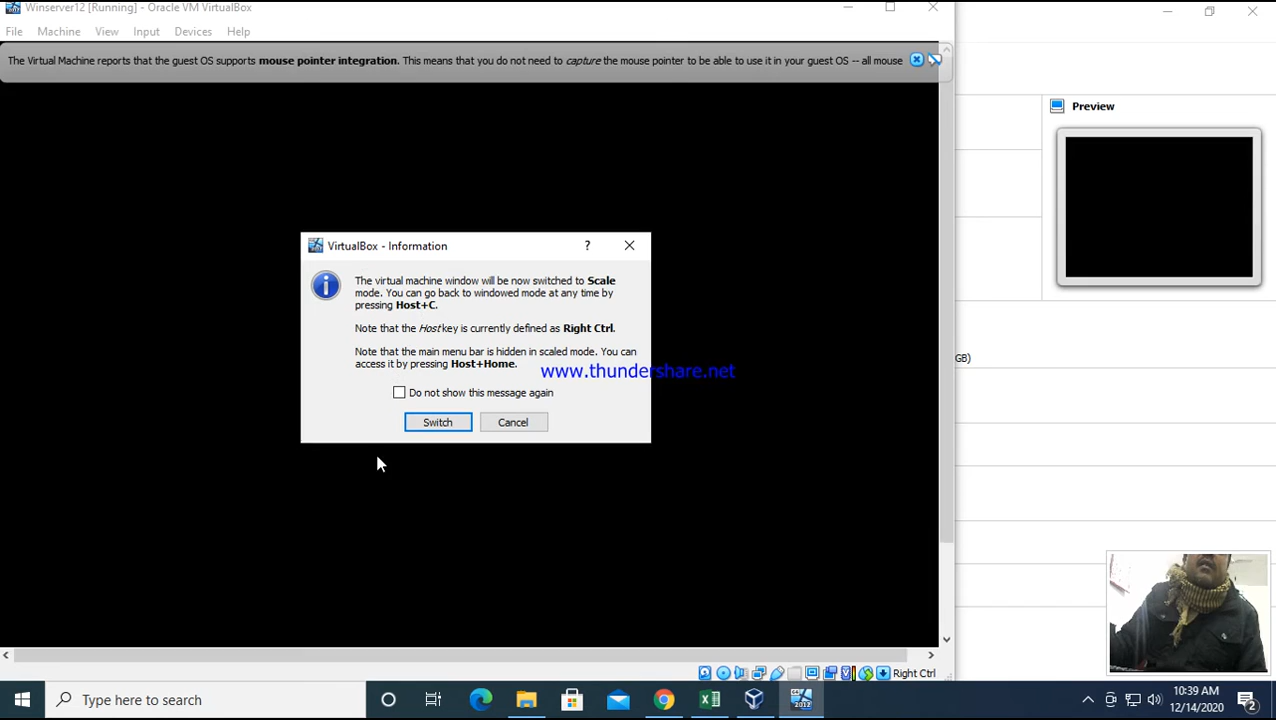 Winserver12 [Running] - Oracle VM VirtualBox
File Machine View Input Devices Help
The Virtual Machine reports that the guest OS supports mouse pointer integration. This means that you do not need to capture the mouse pointer to be able to use it in your guest OS -- all mouse
Preview
VirtualBox - Information
The virtual machine window will be now switched to Scale
mode. You can go back to windowed mode at any time by
pressing Host+C.
Note that the Host key is currently defined as Right Ctrl.
Note that the main menu bar is hidden in scaled mode. You can
access it by pressing Host+Home.
www.thundershare.net
GB)
Do not show this message again
Switch Cancel
Right Ctrl
Type here to search
10:39 AM
12/14/2020
2